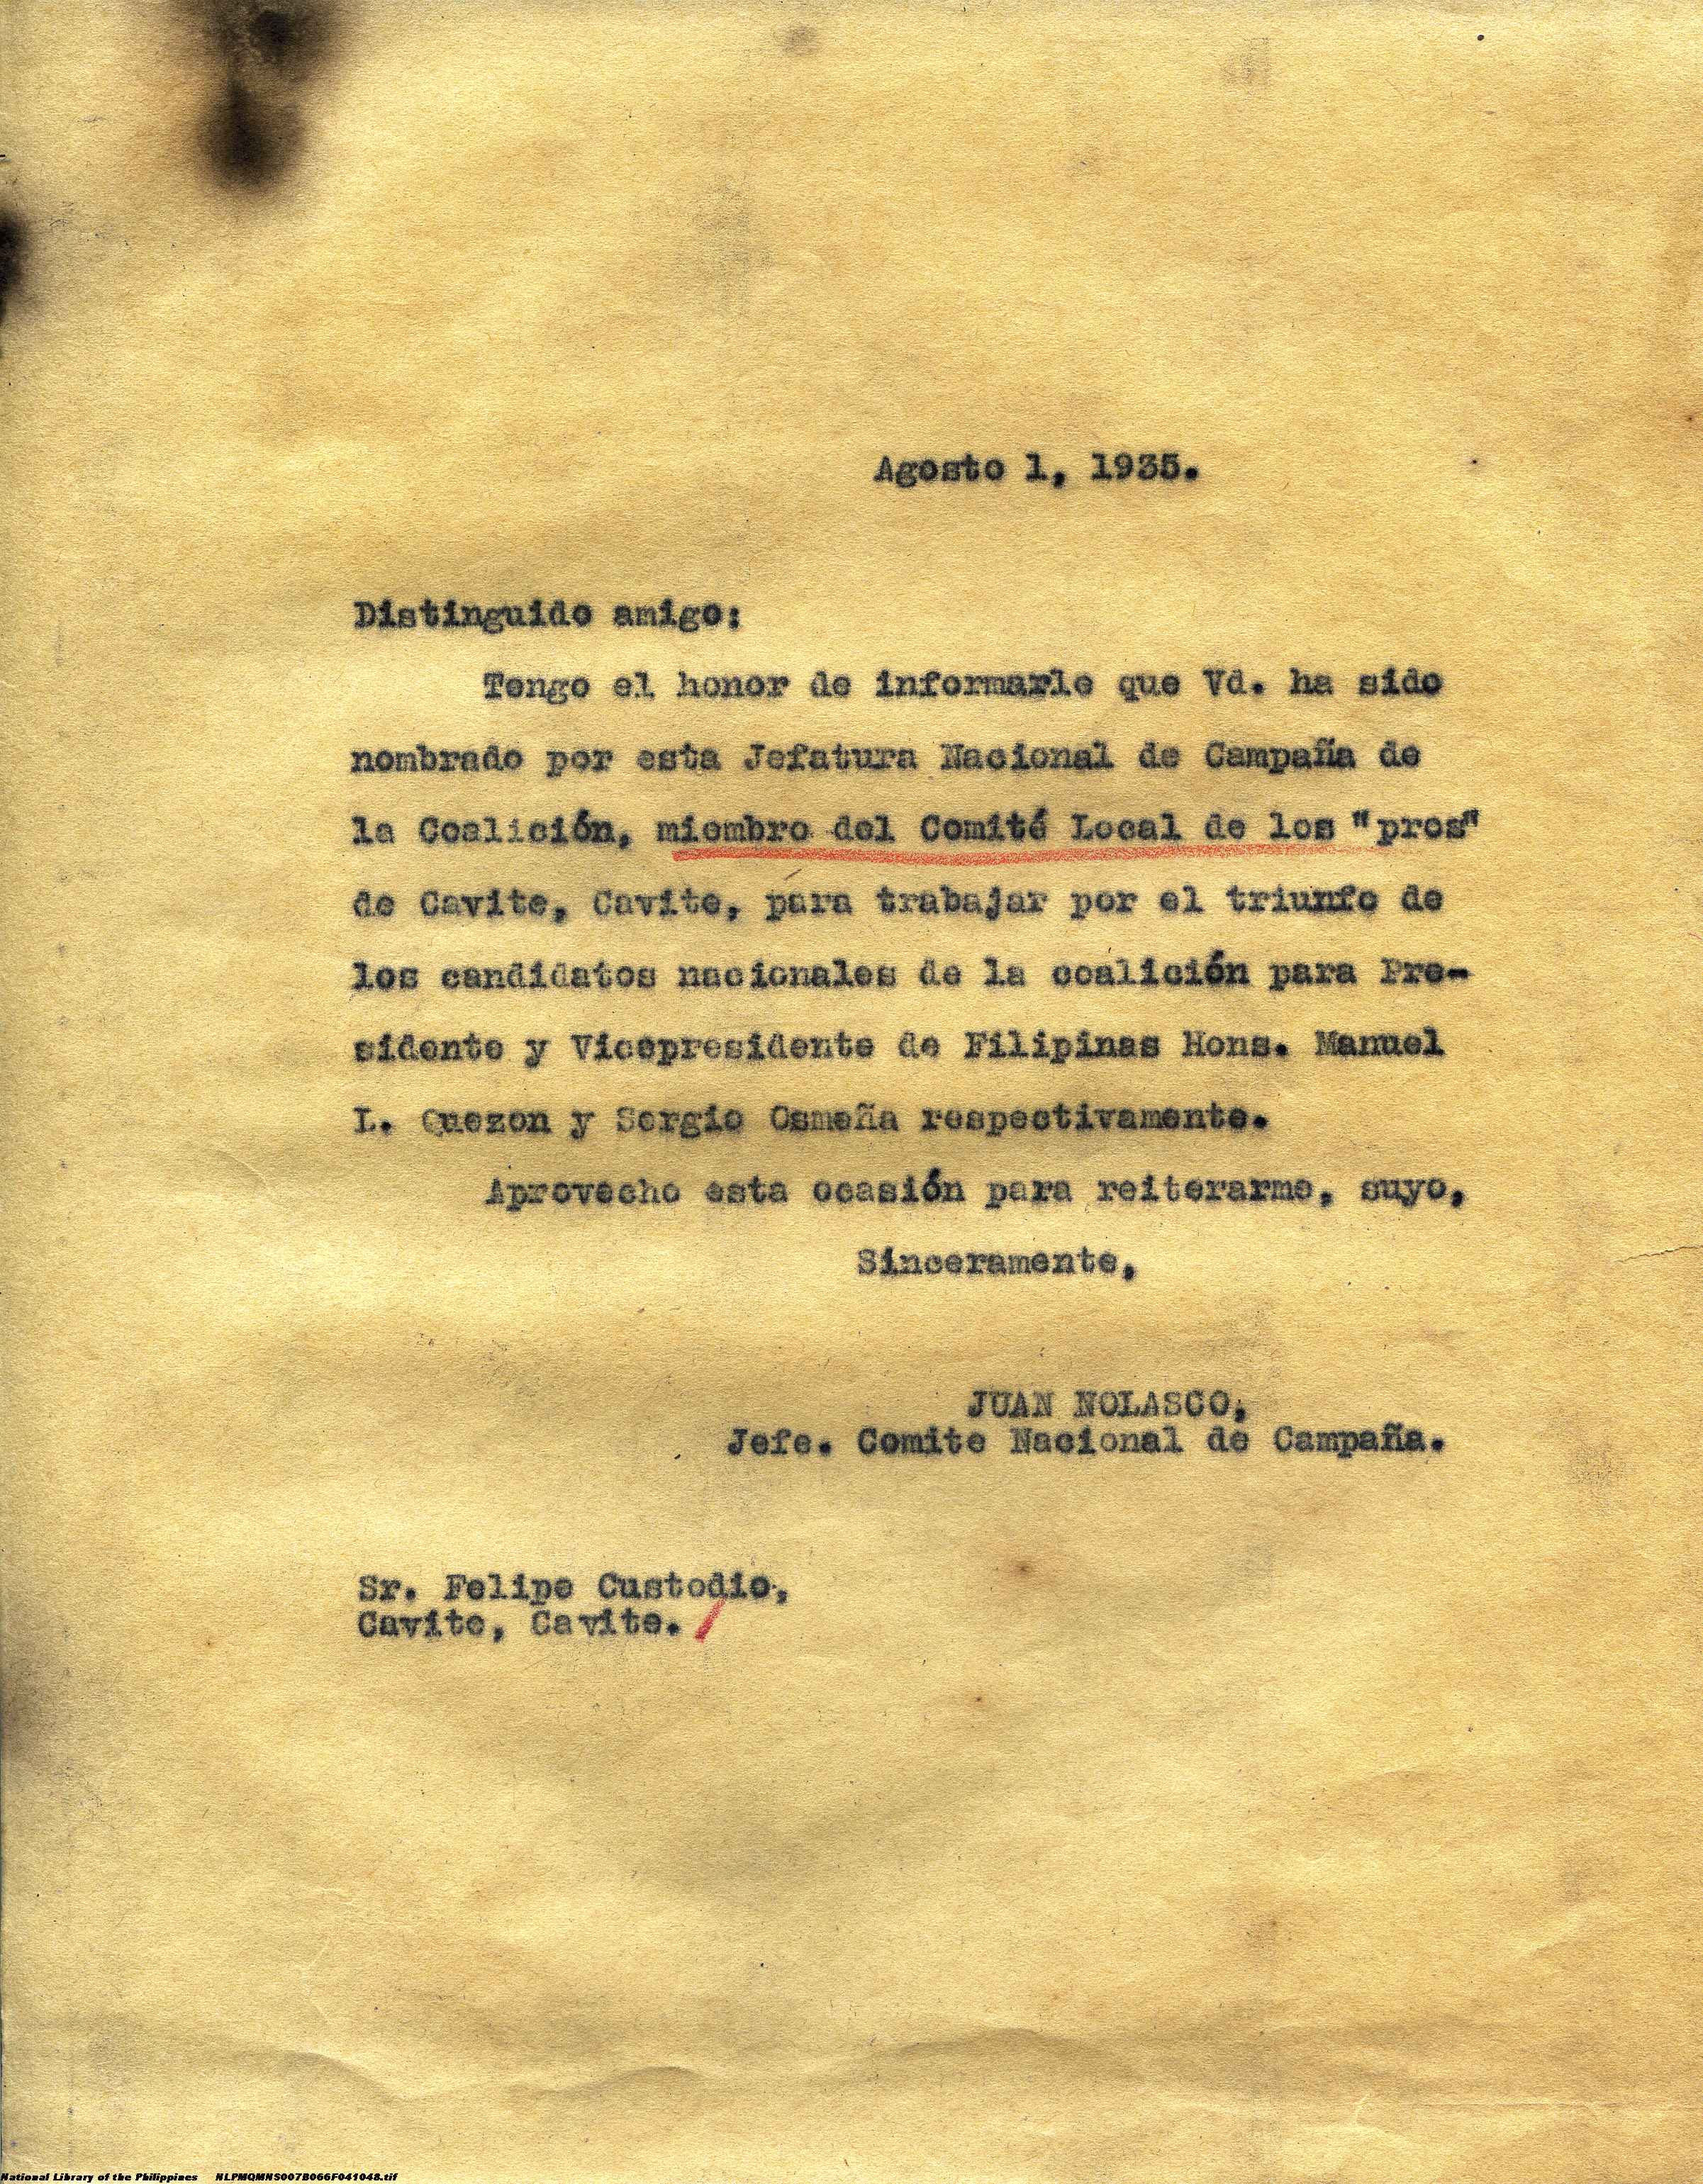 Agosto 1, 1935.
Distinguido amigo:
Tengo el honor de informarle que Vd. ha sido
nombrado por esta Jefatura Nacional de Campaña de
la Coalición, miembro del Comité Local de los "pros"
de Cavite, Cavite, para trabajar por el triunfo de
los candidatos nacionales de la coalición para Pre-
sidente y Vicepresidente de Filipinas Hons. Manuel
L. Quezon y Sergio Osmeña respectivamente.
Aprovecho esta ocasión para reiterarme, suyo,
Sinceramente,
JUAN NOLASCO,
Jefe. Comite Nacional de Campaña.
Sr. Felipe Custodio,
Cavite, Cavite.
National Library of the Philippines NLPMQMNS007B066F041048.tif